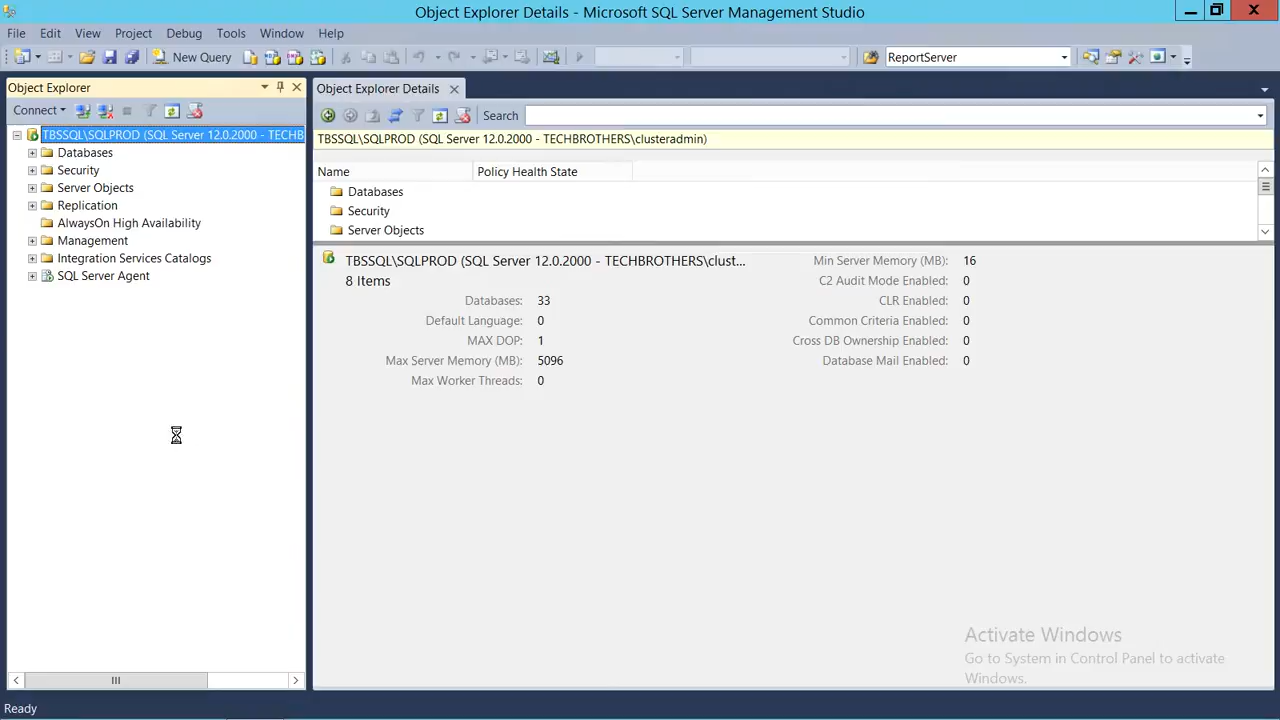 Object Explorer Details - Microsoft SQL Server Management Studio
File Edit View Project Debug Tools Window Help
New Query ReportServer
Object Explorer
Connect
TBSSQL\SQLPROD (SQL Server 12.0.2000 - TECHB
Databases
Security
Server Objects
Replication
AlwaysOn High Availability
Management
Integration Services Catalogs
SQL Server Agent
Object Explorer Details
Search
TBSSQL\SQLPROD (SQL Server 12.0.2000 - TECHBROTHERS\clusteradmin)
Name Policy Health State
Databases
Security
Server Objects
TBSSQL\SQLPROD (SQL Server 12.0.2000 - TECHBROTHERS\clust...
8 Items
Databases: 33
Default Language: 0
MAX DOP: 1
Max Server Memory (MB): 5096
Max Worker Threads: 0
Min Server Memory (MB): 16
C2 Audit Mode Enabled: 0
CLR Enabled: 0
Common Criteria Enabled: 0
Cross DB Ownership Enabled: 0
Database Mail Enabled: 0
Activate Windows
Go to System in Control Panel to activate
Windows.
Ready